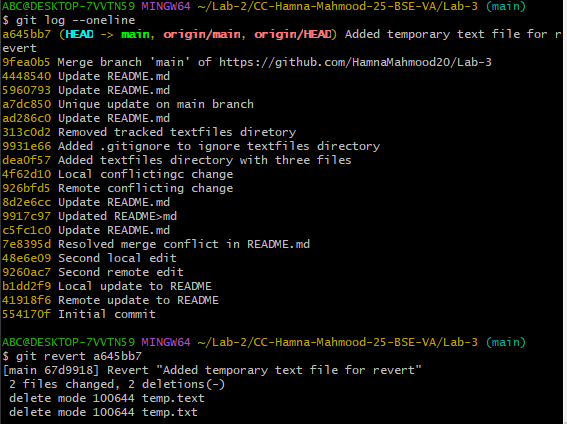 ABC@DESKTOP-7VVTN59 MINGW64 ~/Lab-2/CC-Hamna-Mahmood-25-BSE-VA/Lab-3 (main)
$ git log --oneline
a645bb7 (HEAD -> main, origin/main, origin/HEAD) Added temporary text file for r
evert
9fea0b5 Merge branch 'main' of https://github.com/HamnaMahmood20/Lab-3
4448540 Update README.md
5960793 Update README.md
a7dc850 Unique update on main branch
ad286c0 Update README.md
313c0d2 Removed tracked textfiles diretory
9931e66 Added .gitignore to ignore textfiles directory
dea0f57 Added textfiles directory with three files
4f62d10 Local conflictingc change
926bfd5 Remote conflicting change
8d2e6cc Update README.md
9917c97 Updated README>md
c5fc1c0 Update README.md
7e8395d Resolved merge conflict in README.md
48e6e09 Second local edit
9260ac7 Second remote edit
b1dd2f9 Local update to README
41918f6 Remote update to README
554170f Initial commit
ABC@DESKTOP-7VVTN59 MINGW64 ~/Lab-2/CC-Hamna-Mahmood-25-BSE-VA/Lab-3 (main)
$ git revert a645bb7
[main 67d9918] Revert "Added temporary text file for revert"
 2 files changed, 2 deletions(-)
 delete mode 100644 temp.text
 delete mode 100644 temp.txt